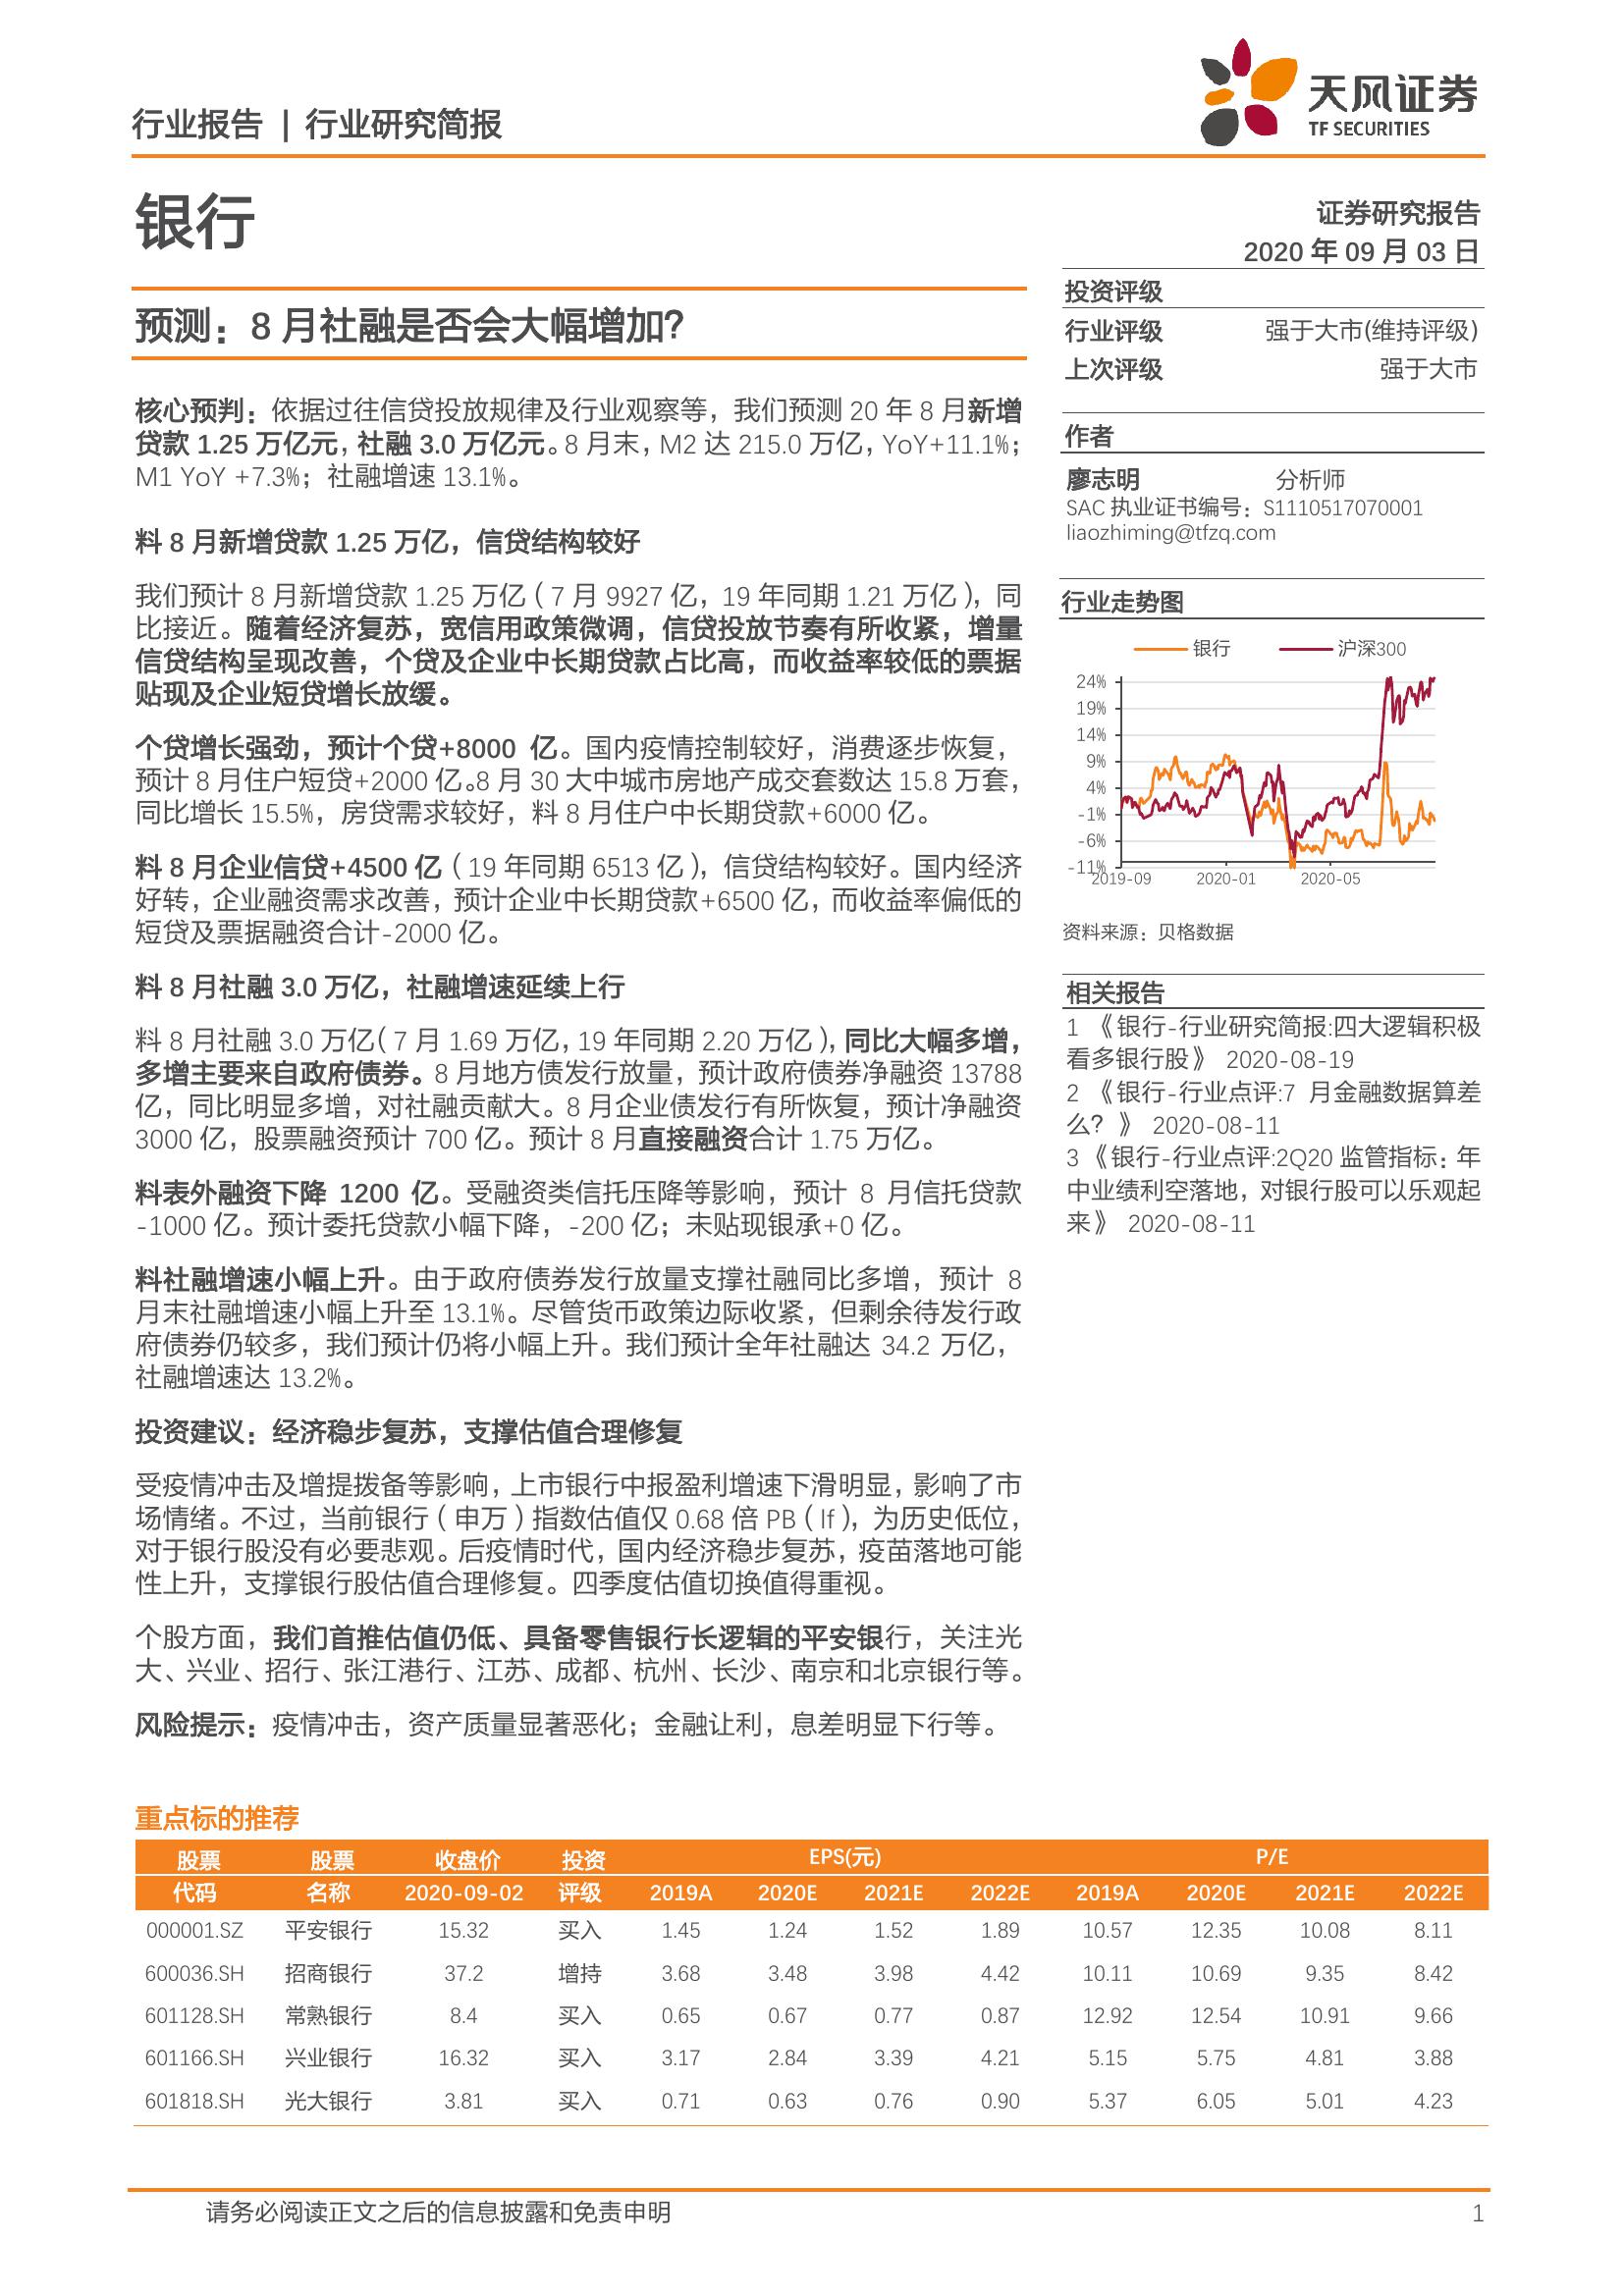 行业报告 | 行业研究简报
天风证券
TF SECURITIES
银行
证券研究报告
2020 年 09 月 03 日
预测：8 月社融是否会大幅增加？
核心预判：依据过往信贷投放规律及行业观察等，我们预测 20 年 8 月新增
贷款 1.25 万亿元，社融 3.0 万亿元。8 月末，M2 达 215.0 万亿，YoY+11.1%；
M1 YoY +7.3%；社融增速 13.1%。
料 8 月新增贷款 1.25 万亿，信贷结构较好
我们预计 8 月新增贷款 1.25 万亿（7 月 9927 亿，19 年同期 1.21 万亿），同
比接近。随着经济复苏，宽信用政策微调，信贷投放节奏有所收紧，增量
信贷结构呈现改善，个贷及企业中长期贷款占比高，而收益率较低的票据
贴现及企业短贷增长放缓。
个贷增长强劲，预计个贷+8000 亿。国内疫情控制较好，消费逐步恢复，
预计 8 月住户短贷+2000 亿。8 月 30 大中城市房地产成交套数达 15.8 万套，
同比增长 15.5%，房贷需求较好，料 8 月住户中长期贷款+6000 亿。
料 8 月企业信贷+4500 亿（19 年同期 6513 亿），信贷结构较好。国内经济
好转，企业融资需求改善，预计企业中长期贷款+6500 亿，而收益率偏低的
短贷及票据融资合计-2000 亿。
料 8 月社融 3.0 万亿，社融增速延续上行
料 8 月社融 3.0 万亿（7 月 1.69 万亿，19 年同期 2.20 万亿），同比大幅多增，
多增主要来自政府债券。8 月地方债发行放量，预计政府债券净融资 13788
亿，同比明显多增，对社融贡献大。8 月企业债发行有所恢复，预计净融资
3000 亿，股票融资预计 700 亿。预计 8 月直接融资合计 1.75 万亿。
料表外融资下降 1200 亿。受融资类信托压降等影响，预计 8 月信托贷款
-1000 亿。预计委托贷款小幅下降，-200 亿；未贴现银承+0 亿。
料社融增速小幅上升。由于政府债券发行放量支撑社融同比多增，预计 8
月末社融增速小幅上升至 13.1%。尽管货币政策边际收紧，但剩余待发行政
府债券仍较多，我们预计仍将小幅上升。我们预计全年社融达 34.2 万亿，
社融增速达 13.2%。
投资建议：经济稳步复苏，支撑估值合理修复
受疫情冲击及增提拨备等影响，上市银行中报盈利增速下滑明显，影响了市
场情绪。不过，当前银行（申万）指数估值仅 0.68 倍 PB（lf），为历史低位，
对于银行股没有必要悲观。后疫情时代，国内经济稳步复苏，疫苗落地可能
性上升，支撑银行股估值合理修复。四季度估值切换值得重视。
个股方面，我们首推估值仍低、具备零售银行长逻辑的平安银行，关注光
大、兴业、招行、张江港行、江苏、成都、杭州、长沙、南京和北京银行等。
风险提示：疫情冲击，资产质量显著恶化；金融让利，息差明显下行等。
投资评级
行业评级 强于大市(维持评级)
上次评级 强于大市
作者
廖志明 分析师
SAC 执业证书编号：S1110517070001
liaozhiming@tfzq.com
行业走势图
银行 沪深300
24%
19%
14%
9%
4%
-1%
-6%
-11%
2019-09 2020-01 2020-05
资料来源：贝格数据
相关报告
1 《银行-行业研究简报:四大逻辑积极
看多银行股》 2020-08-19
2 《银行-行业点评:7 月金融数据算差
么？》 2020-08-11
3 《银行-行业点评:2Q20 监管指标：年
中业绩利空落地，对银行股可以乐观起
来》 2020-08-11
重点标的推荐
股票 股票 收盘价 投资 EPS(元) P/E
代码 名称 2020-09-02 评级 2019A 2020E 2021E 2022E 2019A 2020E 2021E 2022E
000001.SZ 平安银行 15.32 买入 1.45 1.24 1.52 1.89 10.57 12.35 10.08 8.11
600036.SH 招商银行 37.2 增持 3.68 3.48 3.98 4.42 10.11 10.69 9.35 8.42
601128.SH 常熟银行 8.4 买入 0.65 0.67 0.77 0.87 12.92 12.54 10.91 9.66
601166.SH 兴业银行 16.32 买入 3.17 2.84 3.39 4.21 5.15 5.75 4.81 3.88
601818.SH 光大银行 3.81 买入 0.71 0.63 0.76 0.90 5.37 6.05 5.01 4.23
请务必阅读正文之后的信息披露和免责申明 1